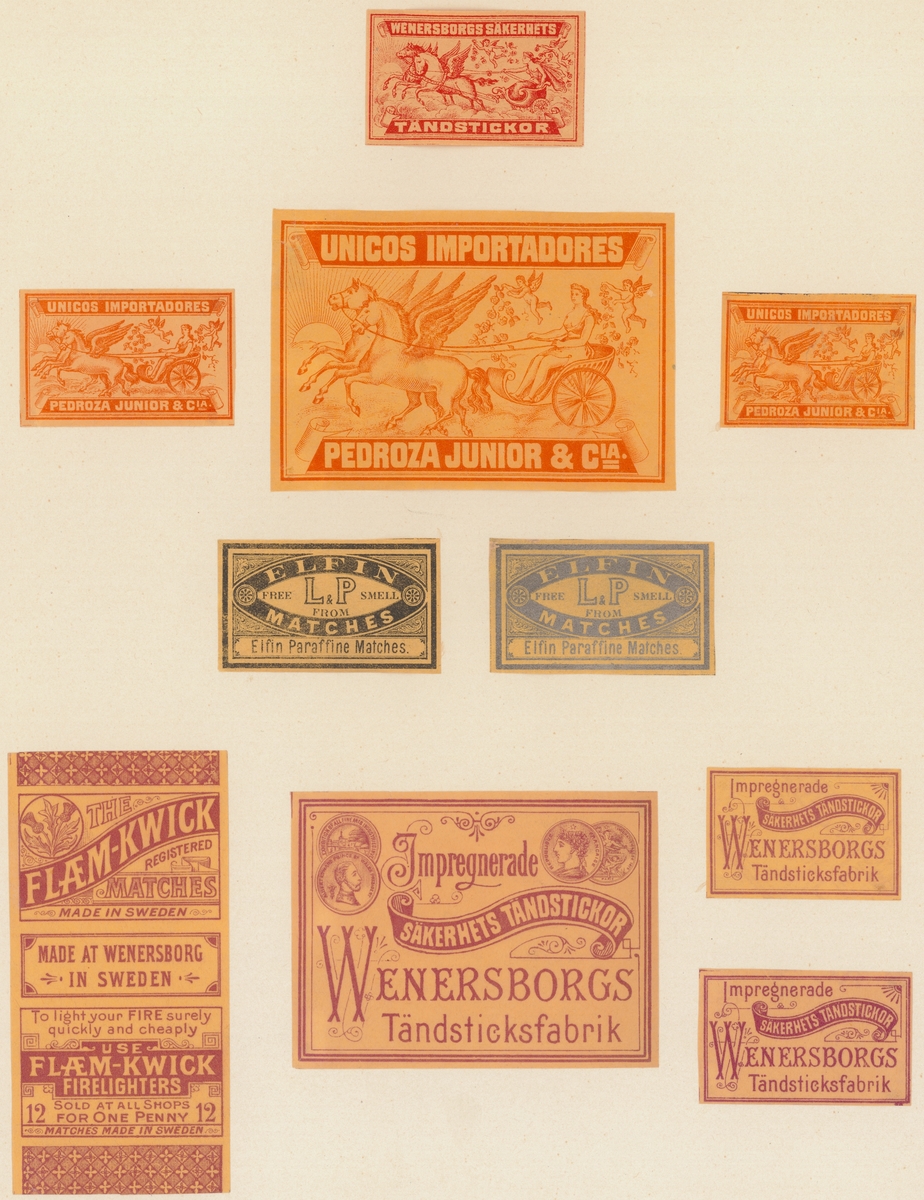 WENERSBORGS SÄKERHETS
TÄNDSTICKOR
UNICOS IMPORTADORES
PEDROZA JUNIOR & CIA.
UNICOS IMPORTADORES
PEDROZA JUNIOR & CIA.
UNICOS IMPORTADORES
PEDROZA JUNIOR & CIA.
ELFIN
FREE L&P SMELL
FROM
MATCHES
Elfin Paraffine Matches.
ELFIN
FREE L&P SMELL
FROM
MATCHES
Elfin Paraffine Matches.
THE
FLÆM-KWICK
REGISTERED
MATCHES
MADE IN SWEDEN
MADE AT WENERSBORG
IN SWEDEN
To light your FIRE surely
quickly and cheaply
USE
FLÆM-KWICK
FIRELIGHTERS
12 SOLD AT ALL SHOPS 12
FOR ONE PENNY
MATCHES MADE IN SWEDEN
Impregnerade
SÄKERHETS TÄNDSTICKOR
WENERSBORGS
Tändsticksfabrik
Impregnerade
SÄKERHETS TÄNDSTICKOR
WENERSBORGS
Tändsticksfabrik
Impregnerade
SÄKERHETS TÄNDSTICKOR
WENERSBORGS
Tändsticksfabrik